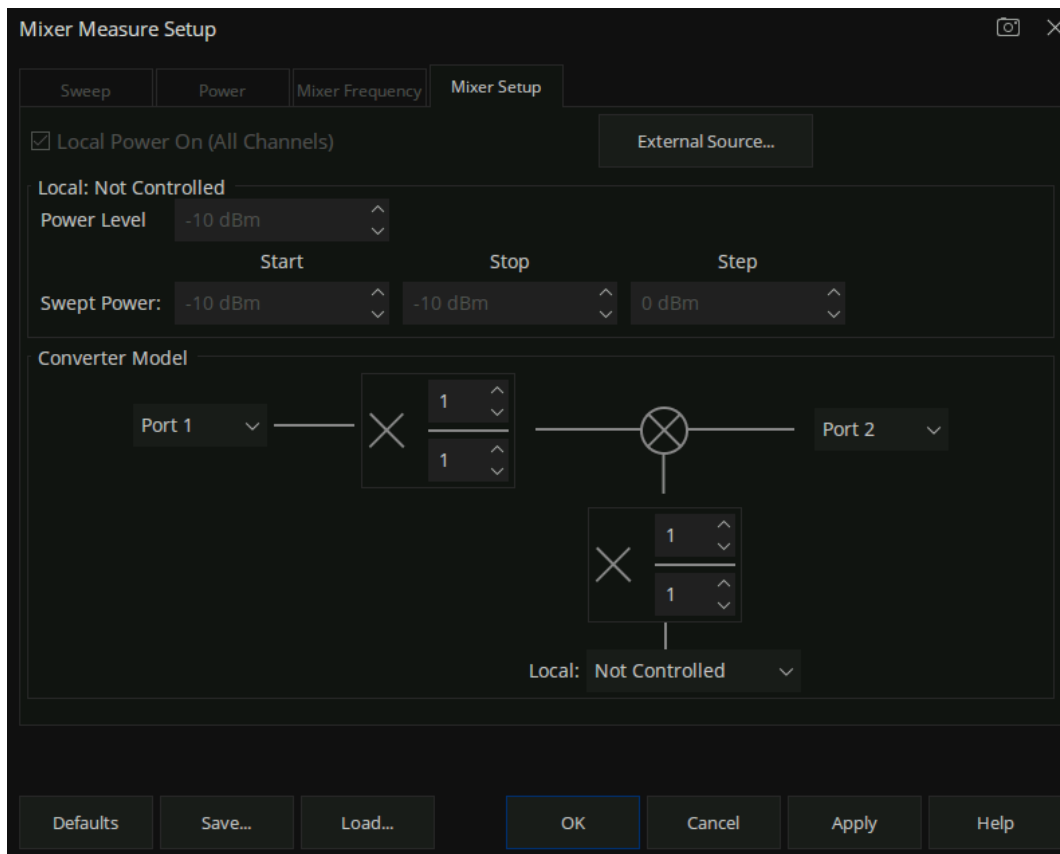 Mixer Measure Setup
Sweep Power Mixer Frequency Mixer Setup
Local Power On (All Channels)
External Source...
Local: Not Controlled
Power Level -10 dBm
Start Stop Step
Swept Power: -10 dBm -10 dBm 0 dBm
Converter Model
Port 1
1
1
Port 2
1
1
Local: Not Controlled
Defaults Save... Load... OK Cancel Apply Help